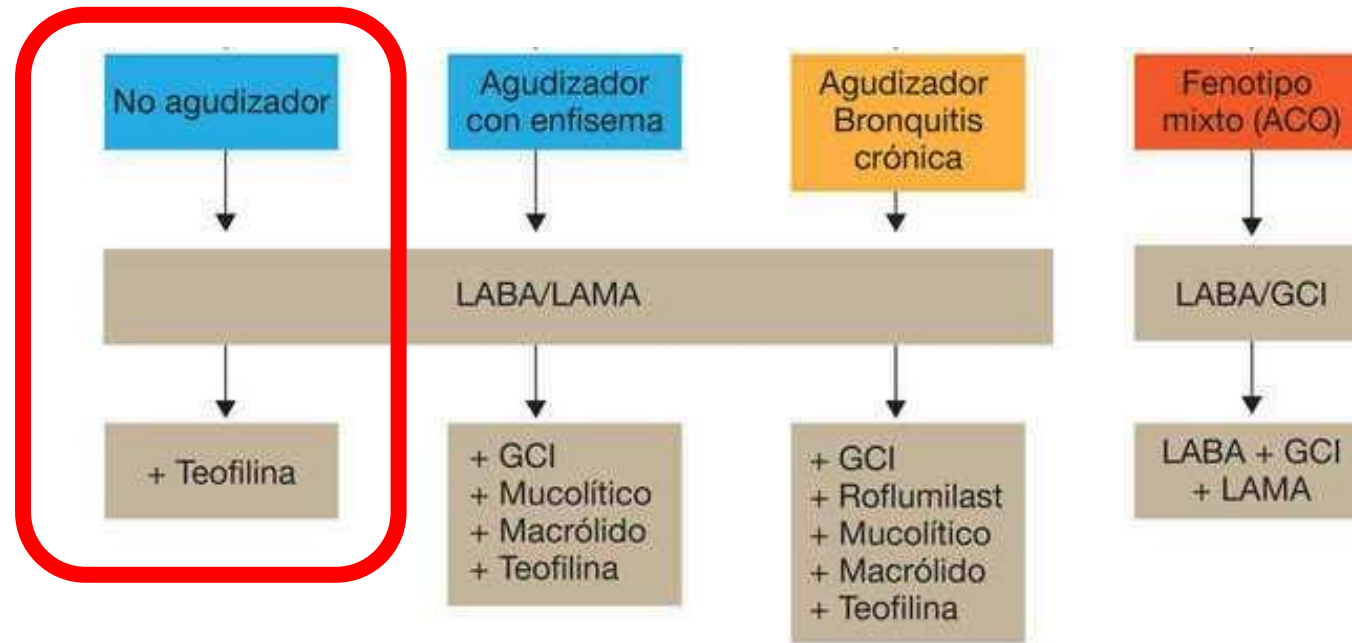 No agudizador
Agudizador
con enfisema
Agudizador
Bronquitis
crónica
Fenotipo
mixto (ACO)
LABA/LAMA
LABA/GCI
+ Teofilina
+ GCI
+ Mucolítico
+ Macrólido
+ Teofilina
+ GCI
+ Roflumilast
+ Mucolítico
+ Macrólido
+ Teofilina
LABA + GCI
+ LAMA